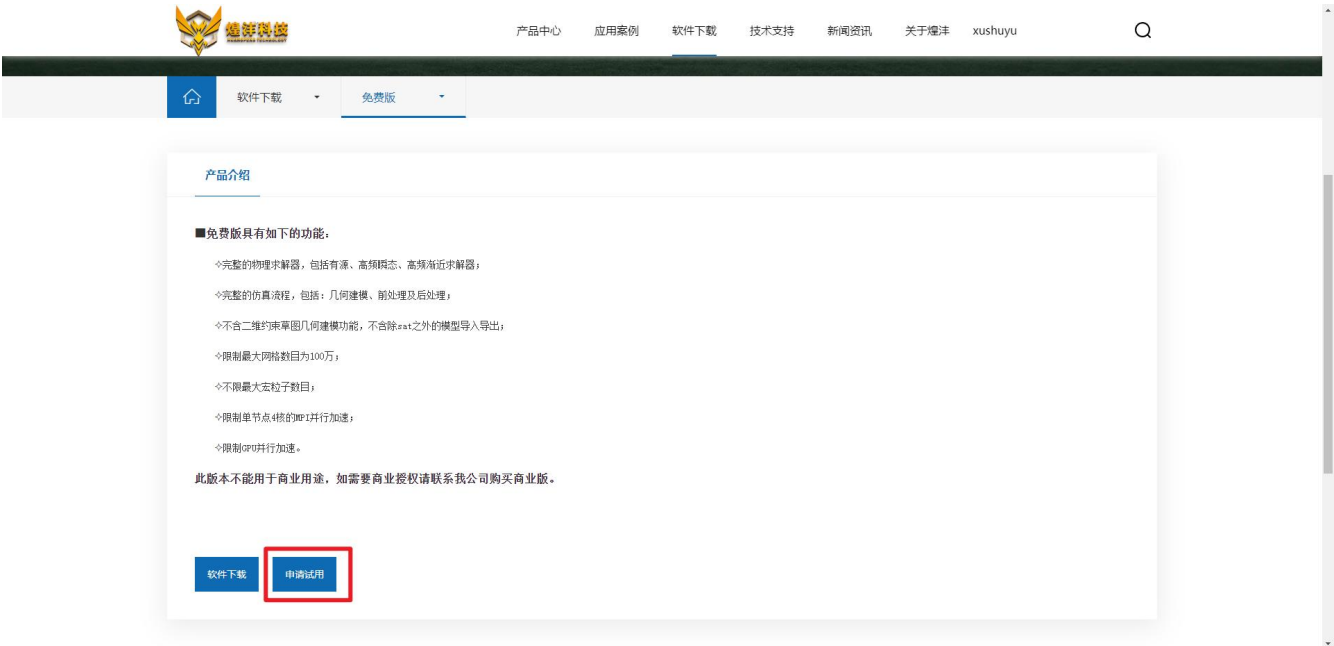 煌沣科技
HUANGFENG TECHNOLOGY
产品中心 应用案例 软件下载 技术支持 新闻资讯 关于煌沣 xushuyu
软件下载 免费版
产品介绍
■免费版具有如下的功能:
✧完整的物理求解器，包括有源、高频瞬态、高频渐近求解器;
✧完整的仿真流程，包括：几何建模、前处理及后处理;
✧不含二维约束草图几何建模功能，不含除sat之外的模型导入导出;
✧限制最大网格数目为100万;
✧不限最大宏粒子数目;
✧限制单节点4核的MPI并行加速;
✧限制GPU并行加速。
此版本不能用于商业用途，如需要商业授权请联系我公司购买商业版。
软件下载 申请试用